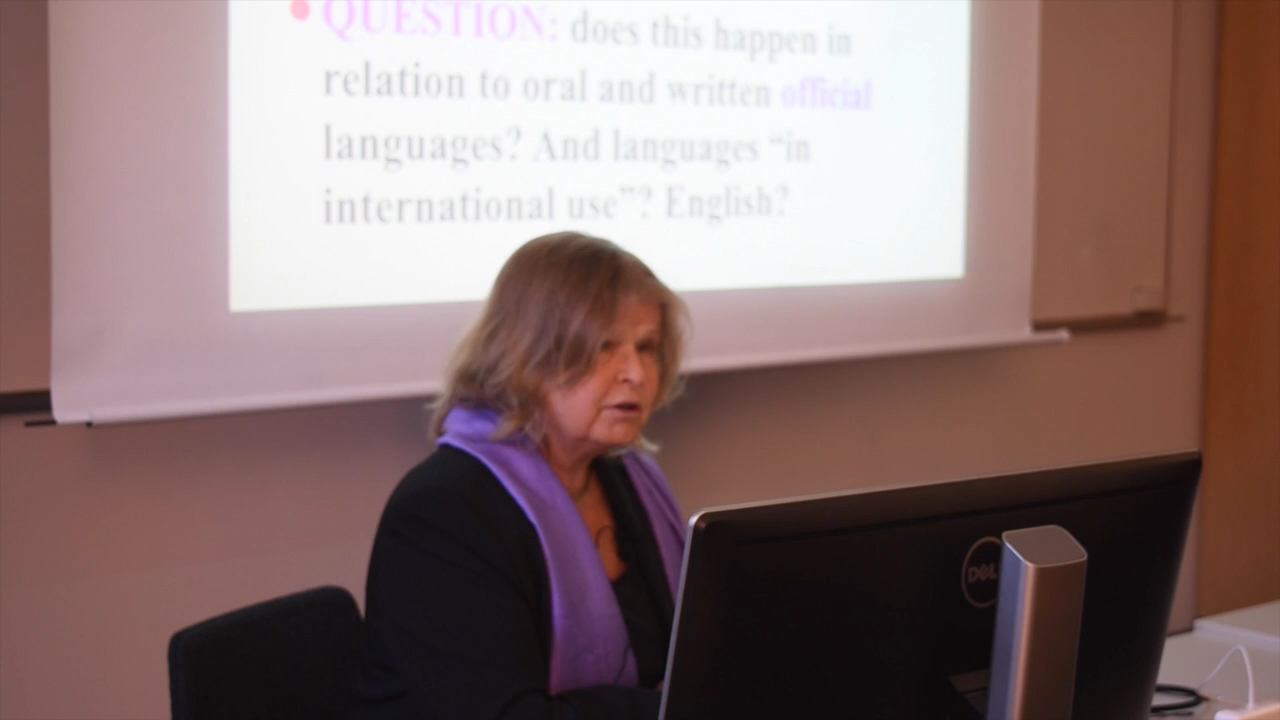 QUESTION: does this happen in
relation to oral and written official
languages? And languages “in
international use”? English?
DELL